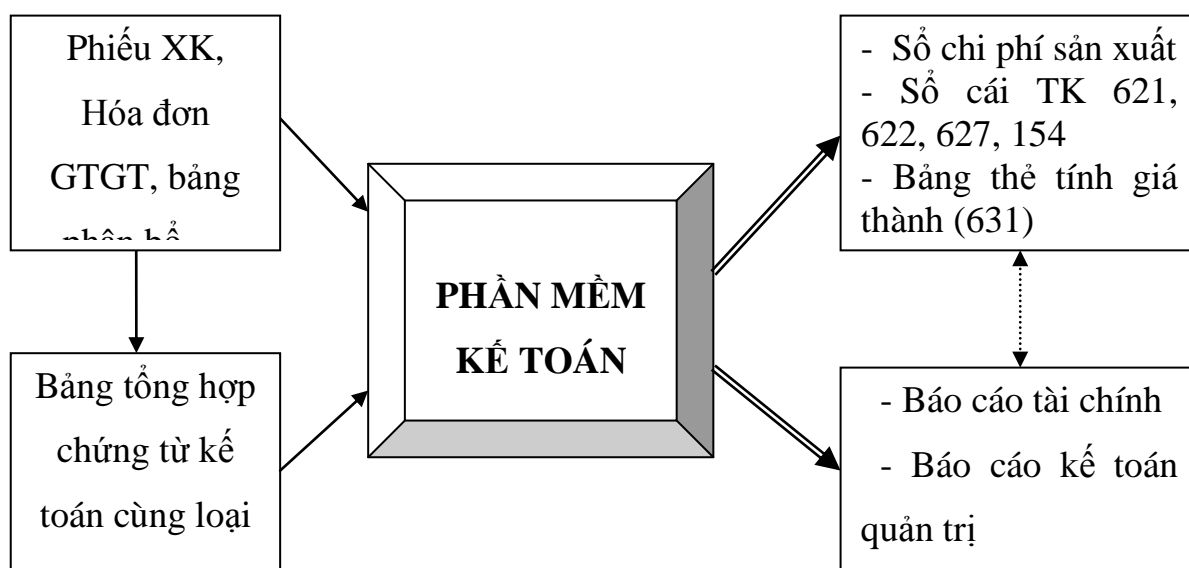 Phiếu XK,
Hóa đơn
GTGT, bảng
- Sổ chi phí sản xuất
- Sổ cái TK 621,
622, 627, 154
- Bảng thẻ tính giá
thành (631)
PHẦN MỀM
KẾ TOÁN
Bảng tổng hợp
chứng từ kế
toán cùng loại
- Báo cáo tài chính
- Báo cáo kế toán
quản trị